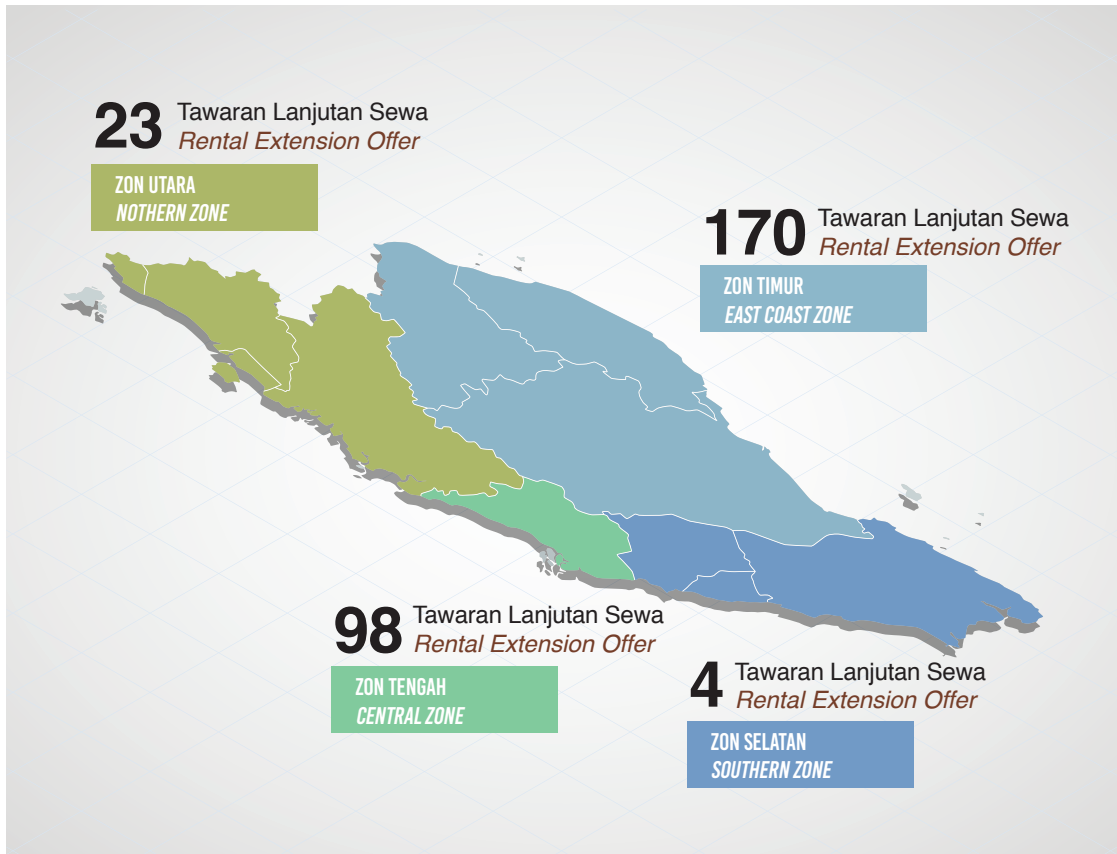 23
Tawaran Lanjutan Sewa
Rental Extension Offer
ZON UTARA
NOTHERN ZONE
170
Tawaran Lanjutan Sewa
Rental Extension Offer
ZON TIMUR
EAST COAST ZONE
98
Tawaran Lanjutan Sewa
Rental Extension Offer
ZON TENGAH
CENTRAL ZONE
4
Tawaran Lanjutan Sewa
Rental Extension Offer
ZON SELATAN
SOUTHERN ZONE